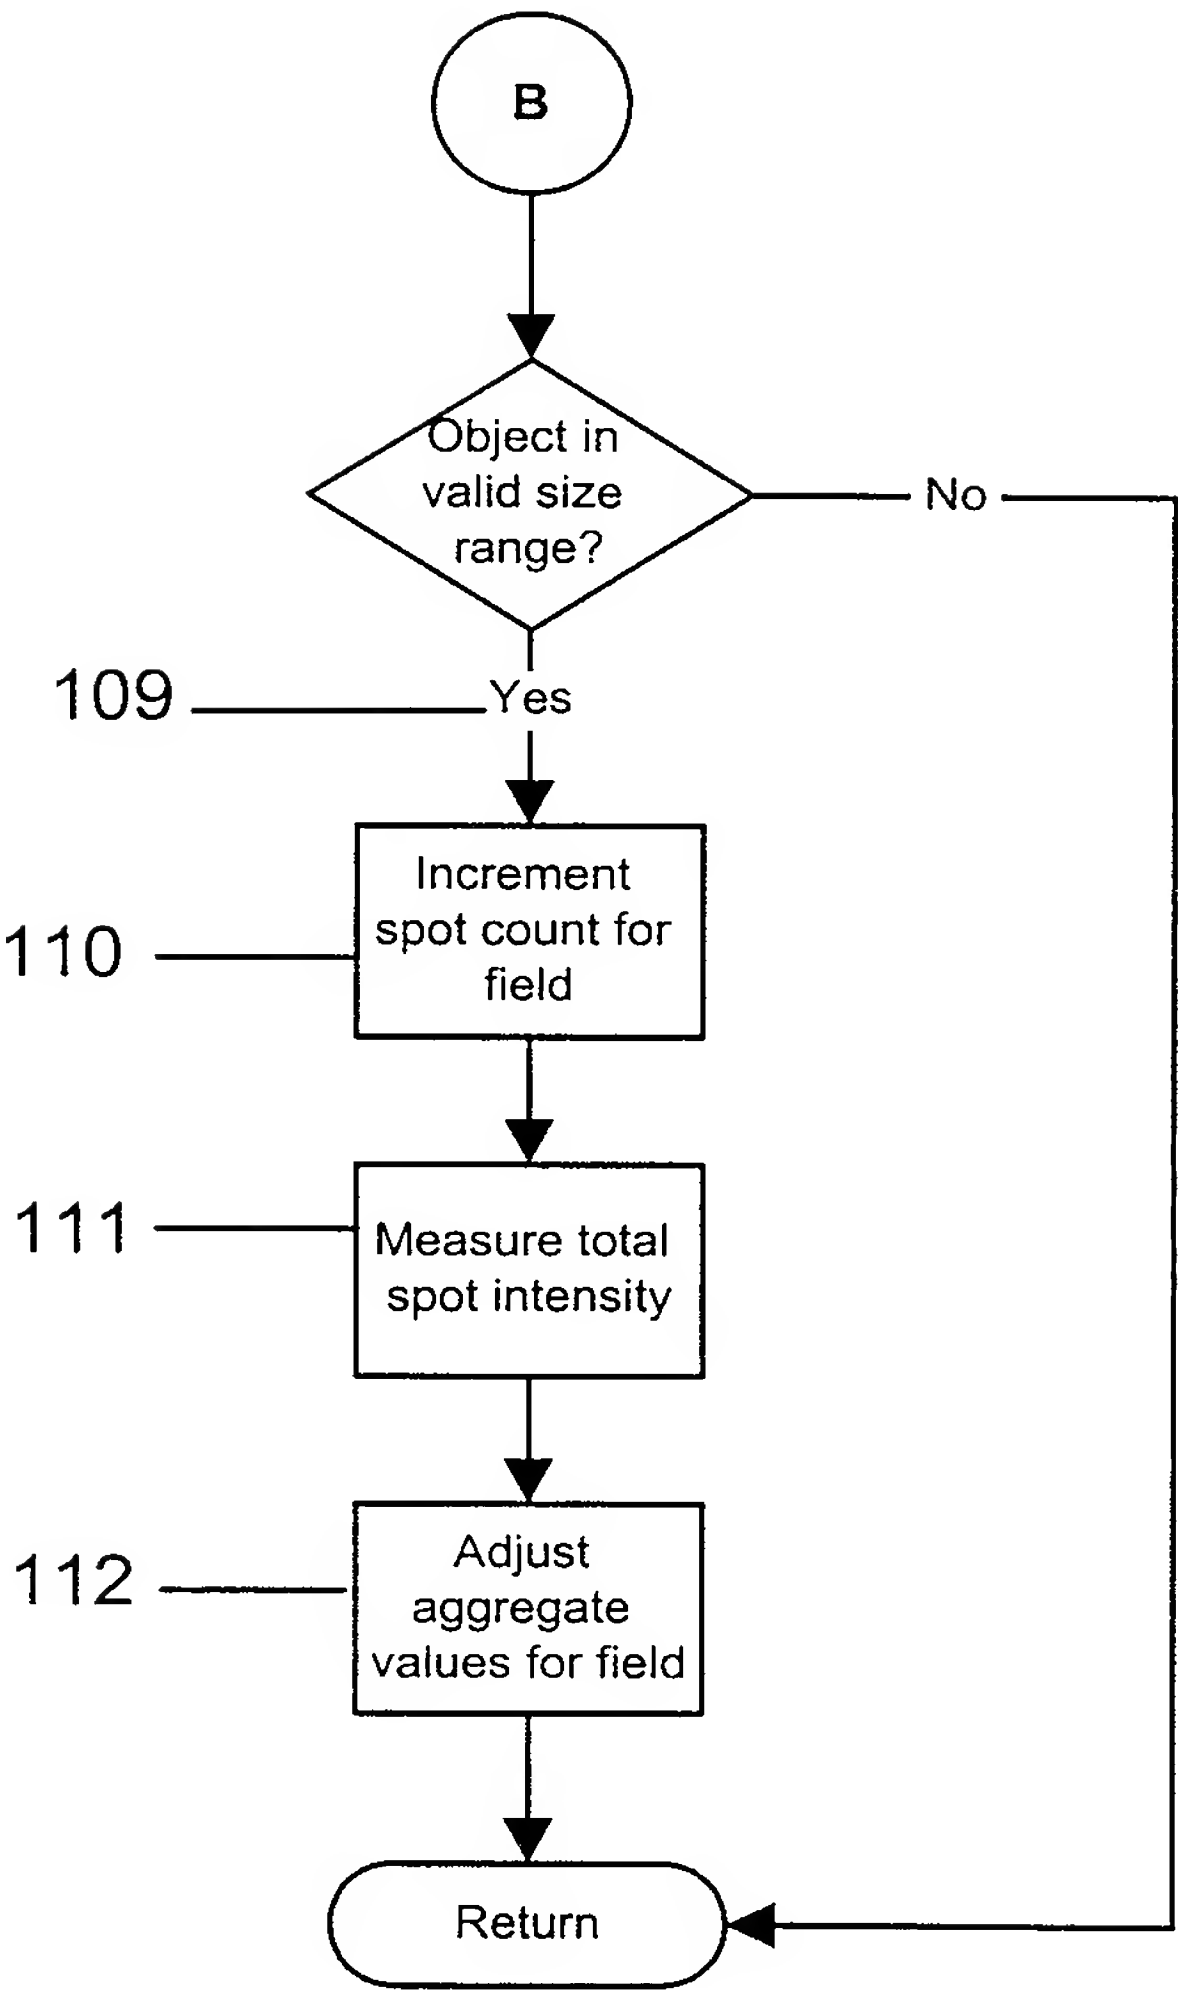 B
Object in
valid size
range?
No
109
Yes
Increment
spot count for
field
110
111
Measure total
spot intensity
Adjust
aggregate
values for field
112
Return